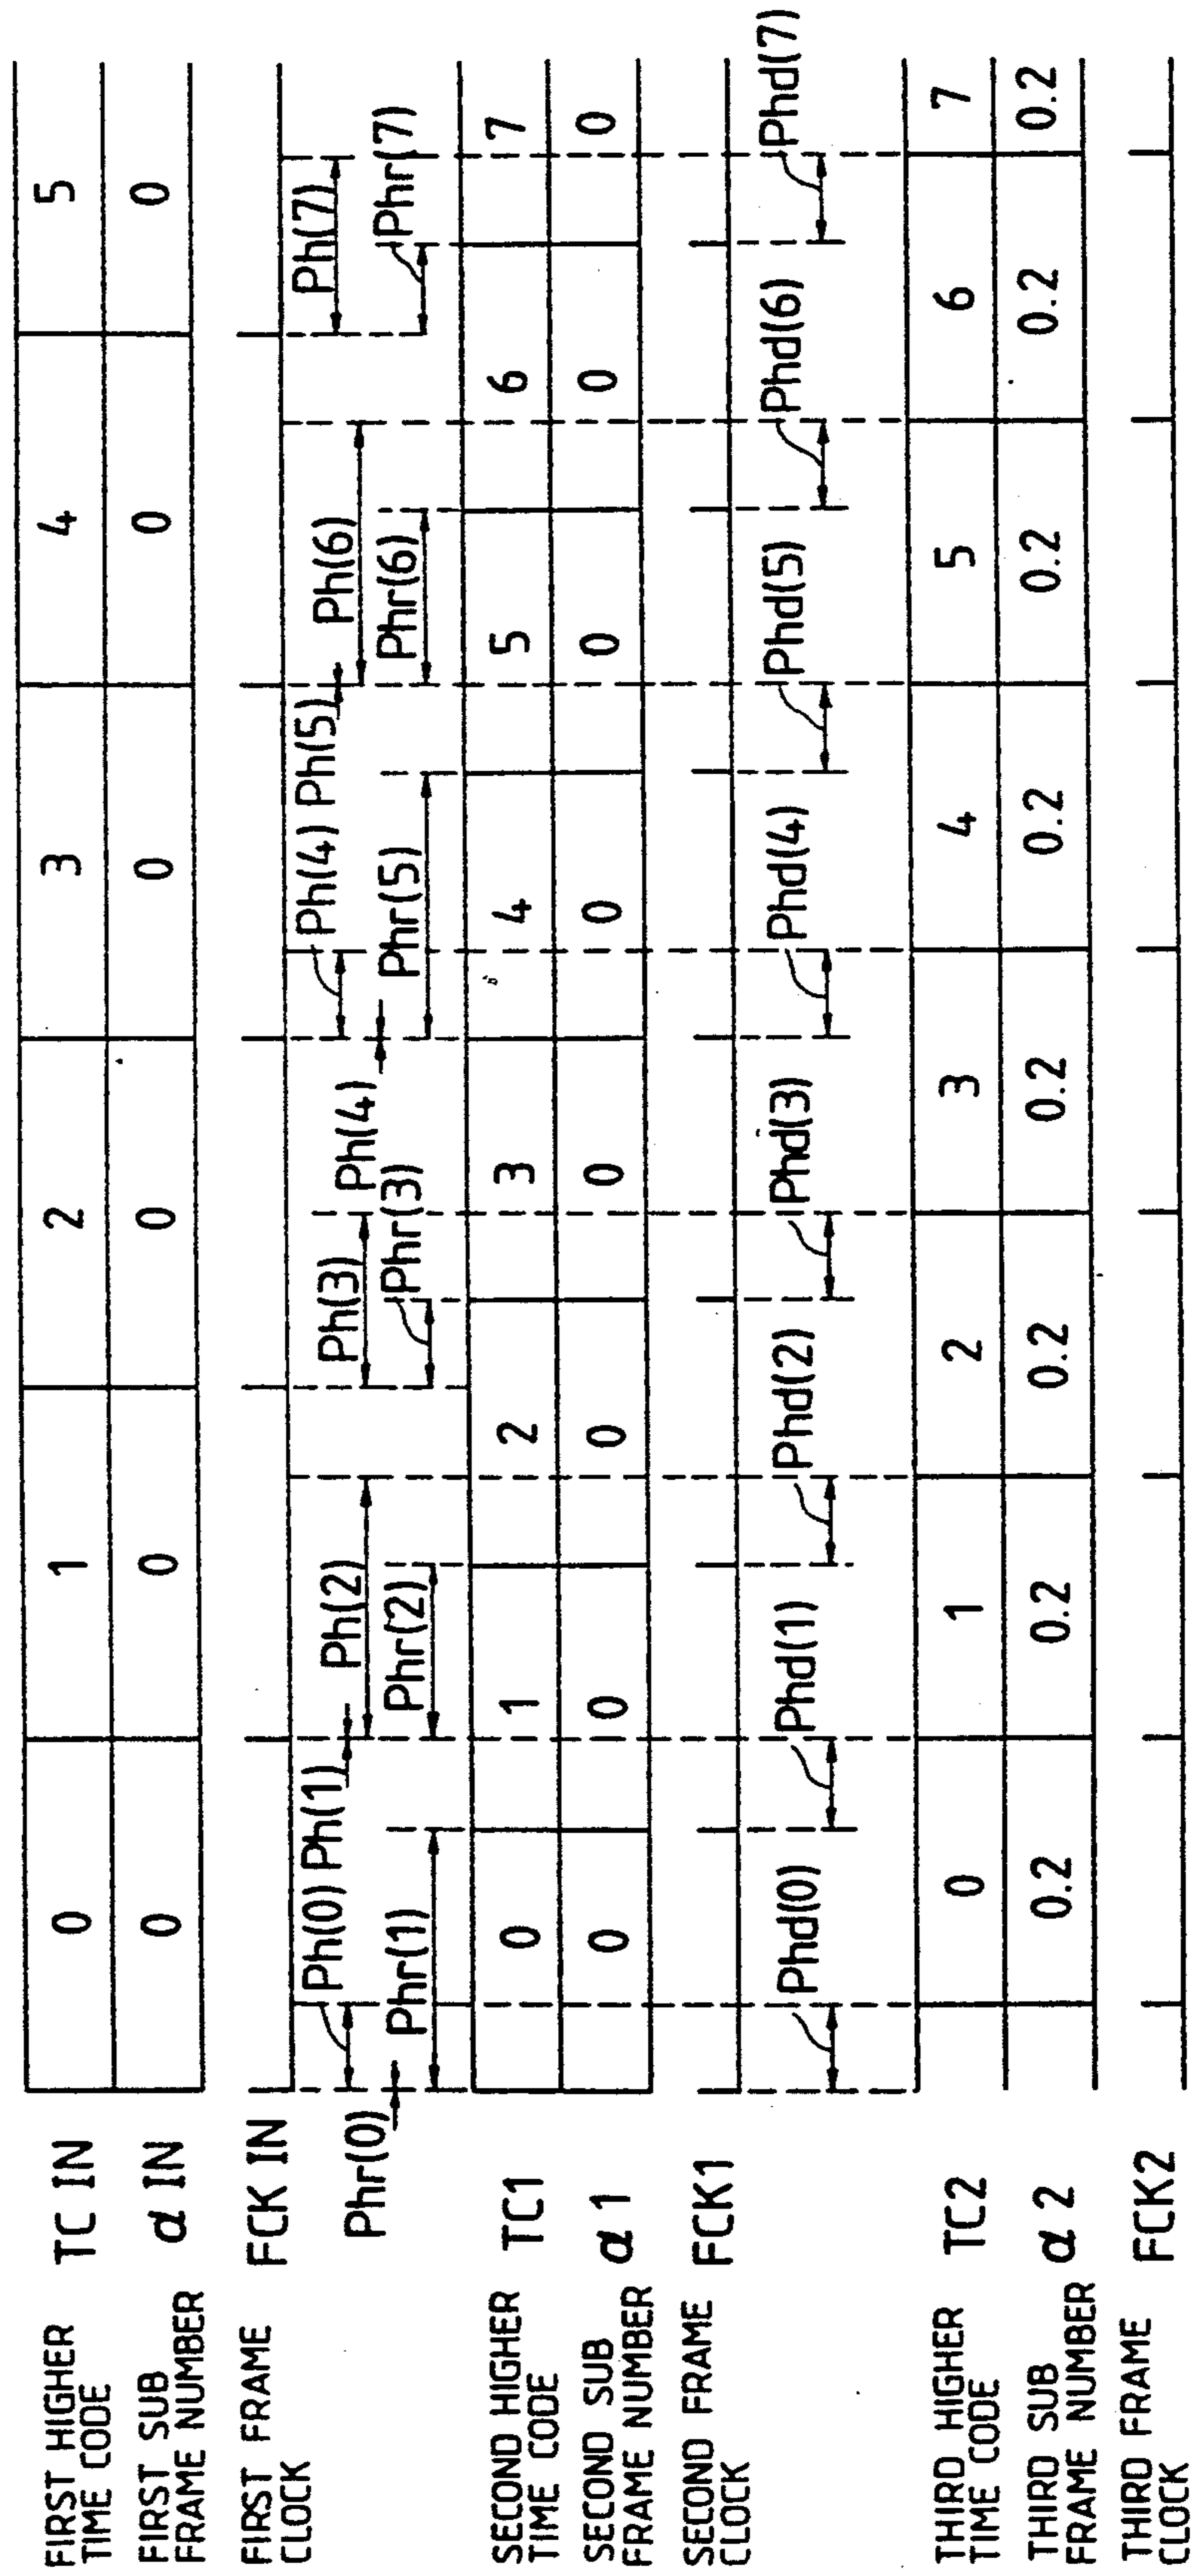 FIRST HIGHER
TIME CODE
TC IN
0 1 2 3 4 5
FIRST SUB
FRAME NUMBER
α IN
0 0 0 0 0 0
FIRST FRAME
CLOCK
FCK IN
Ph(0) Ph(1) Ph(2) Ph(3) Ph(4) Ph(4) Ph(5) Ph(6) Ph(7)
Phr(0) Phr(1) Phr(2) Phr(3) Phr(5) Phr(6) Phr(7)
SECOND HIGHER
TIME CODE
TC1
0 1 2 3 4 5 6 7
SECOND SUB
FRAME NUMBER
α 1
0 0 0 0 0 0 0 0
SECOND FRAME
CLOCK
FCK1
Phd(0) Phd(1) Phd(2) Phd(3) Phd(4) Phd(5) Phd(6) Phd(7)
THIRD HIGHER
TIME CODE
TC2
0 1 2 3 4 5 6 7
THIRD SUB
FRAME NUMBER
α 2
0.2 0.2 0.2 0.2 0.2 0.2 0.2 0.2
THIRD FRAME
CLOCK
FCK2